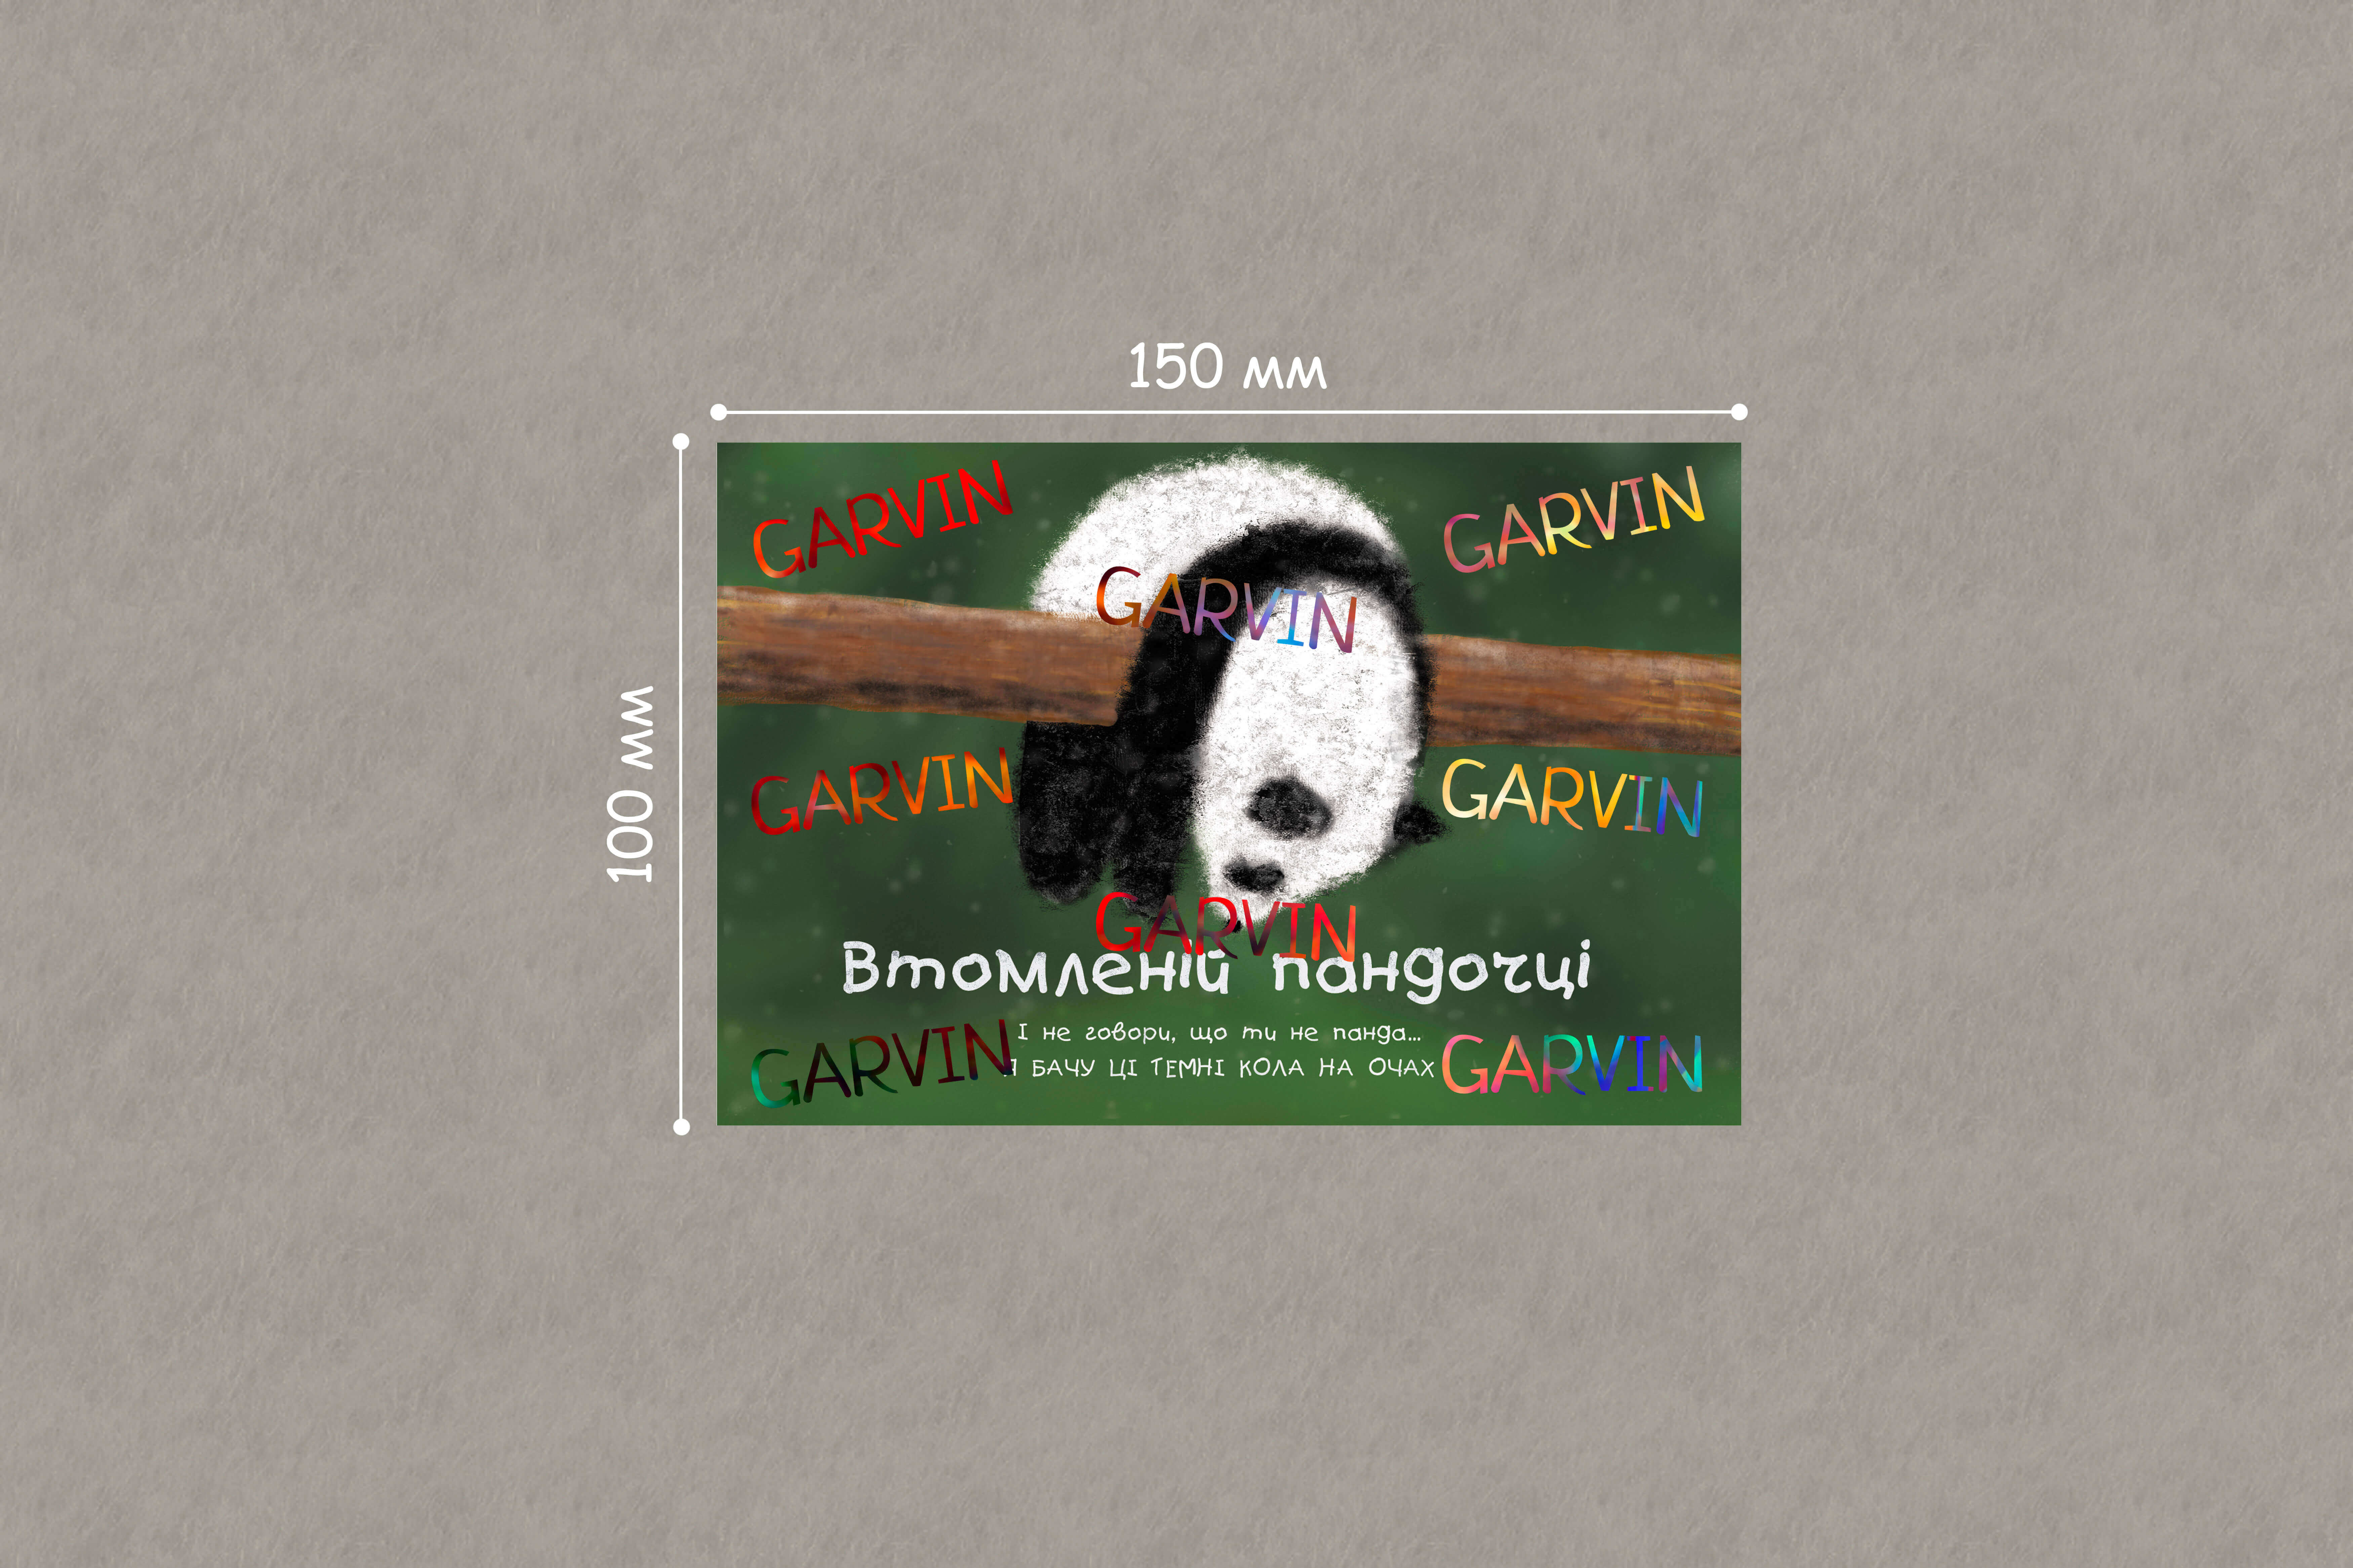 150 мм
100 мм
GARVIN
GARVIN
GARVIN
GARVIN
GARVIN
GARVIN
Втомленій пандочці
І не говори, що ти не панда...
Я БАЧУ ЦІ ТЕМНІ КОЛА НА ОЧАХ
GARVIN
GARVIN